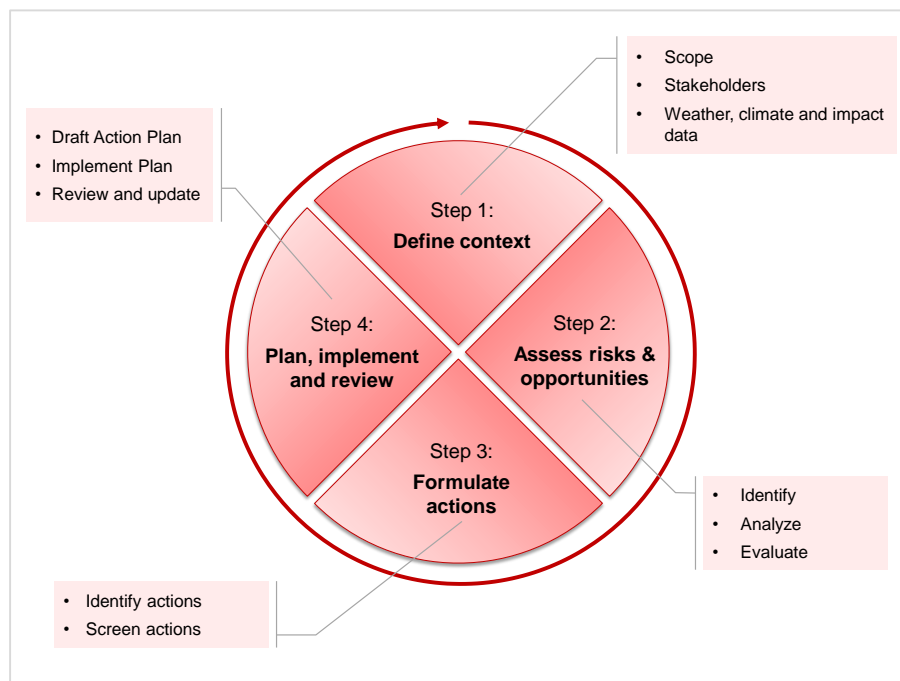 • Scope
• Stakeholders
• Weather, climate and impact
data
• Draft Action Plan
• Implement Plan
• Review and update
Step 1:
Define context
Step 2:
Assess risks &
opportunities
Step 4:
Plan, implement
and review
Step 3:
Formulate
actions
• Identify
• Analyze
• Evaluate
• Identify actions
• Screen actions